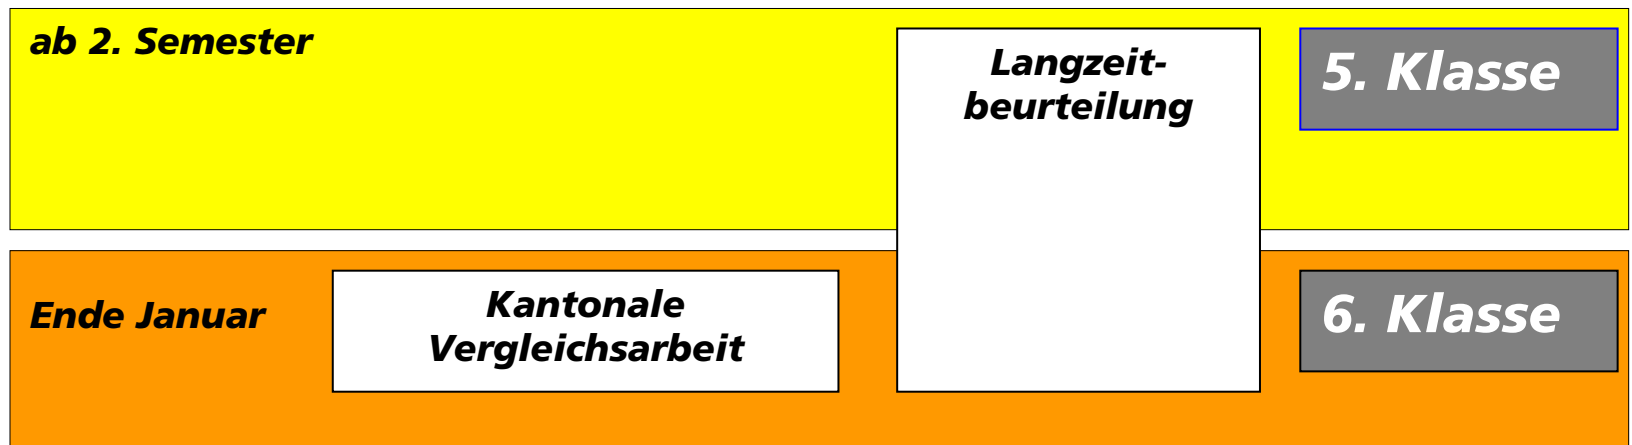 ab 2. Semester
Langzeit-
beurteilung
5. Klasse
Ende Januar
Kantonale
Vergleichsarbeit
6. Klasse